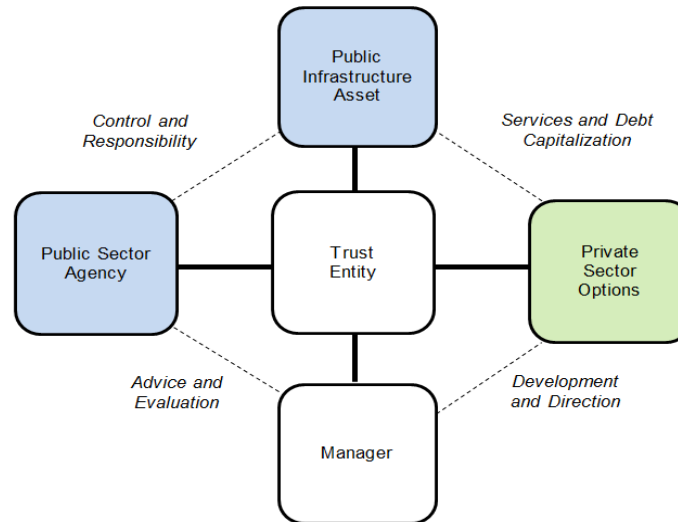 Public
Infrastructure
Asset
Control and
Responsibility
Services and Debt
Capitalization
Public Sector
Agency
Trust
Entity
Private
Sector
Options
Advice and
Evaluation
Development
and Direction
Manager